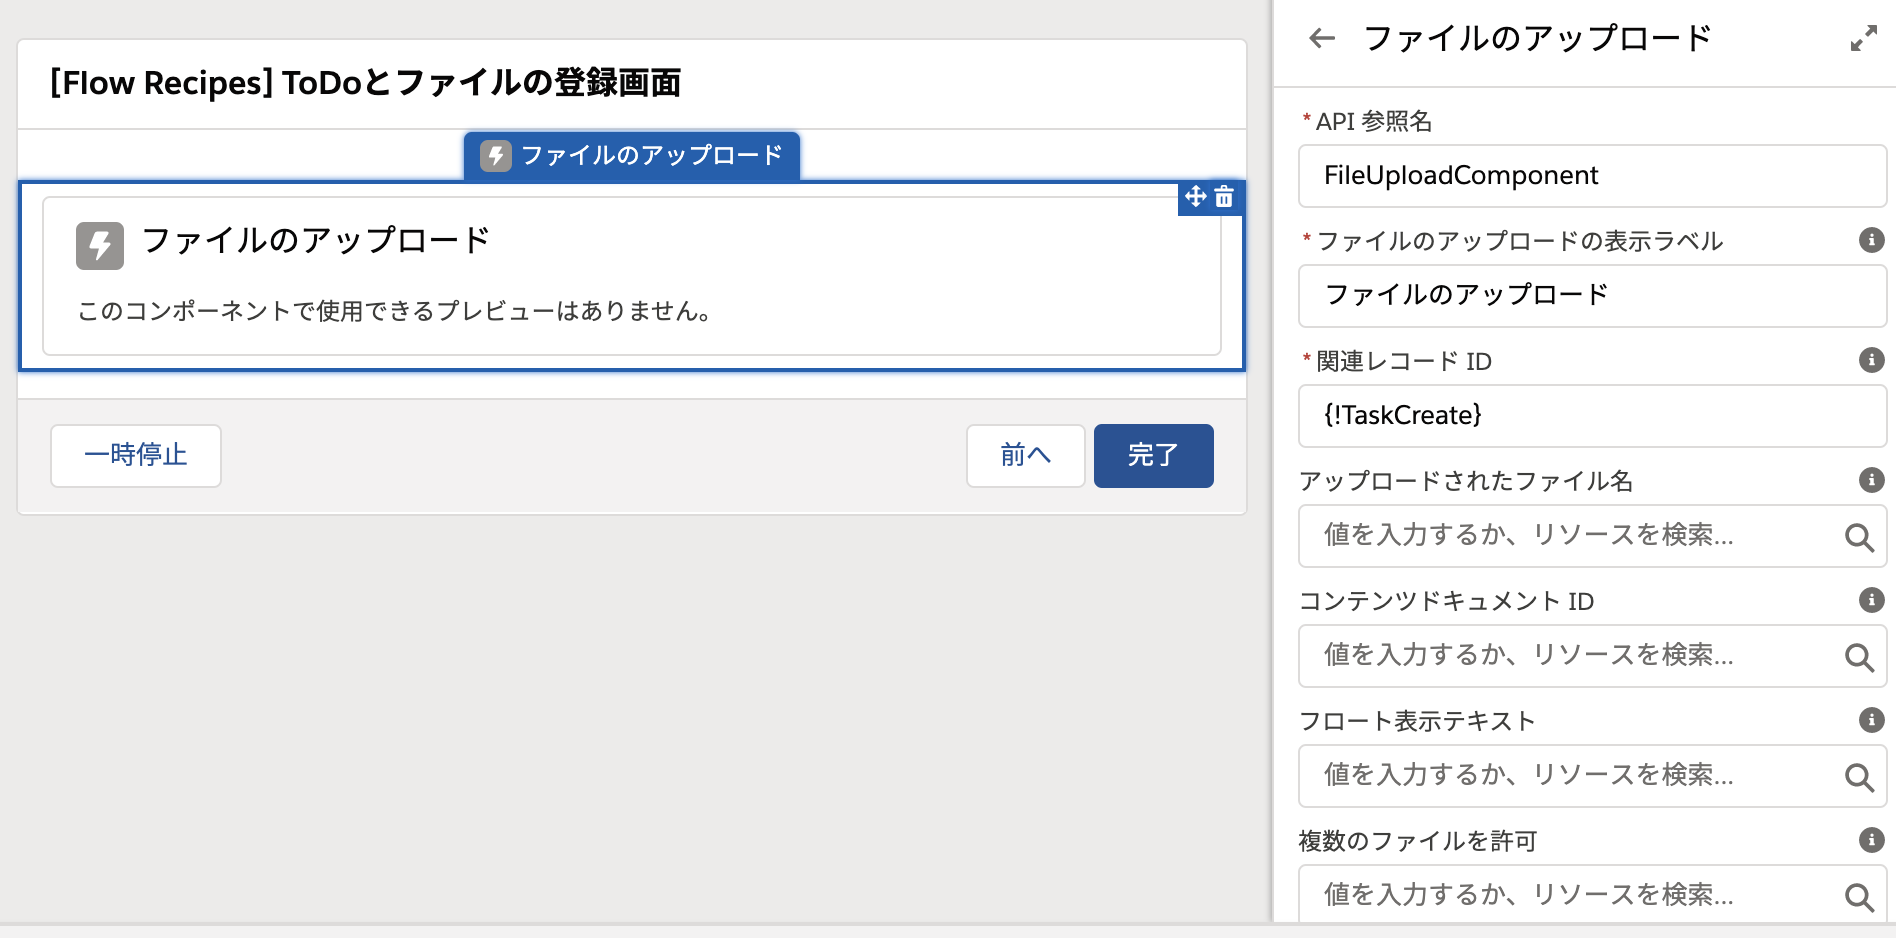 [Flow Recipes] ToDoとファイルの登録画面
ファイルのアップロード
ファイルのアップロード
このコンポーネントで使用できるプレビューはありません。
一時停止
前へ
完了
ファイルのアップロード
*API 参照名
FileUploadComponent
*ファイルのアップロードの表示ラベル
ファイルのアップロード
*関連レコード ID
{!TaskCreate}
アップロードされたファイル名
値を入力するか、リソースを検索...
コンテンツドキュメント ID
値を入力するか、リソースを検索...
フロート表示テキスト
値を入力するか、リソースを検索...
複数のファイルを許可
値を入力するか、リソースを検索...